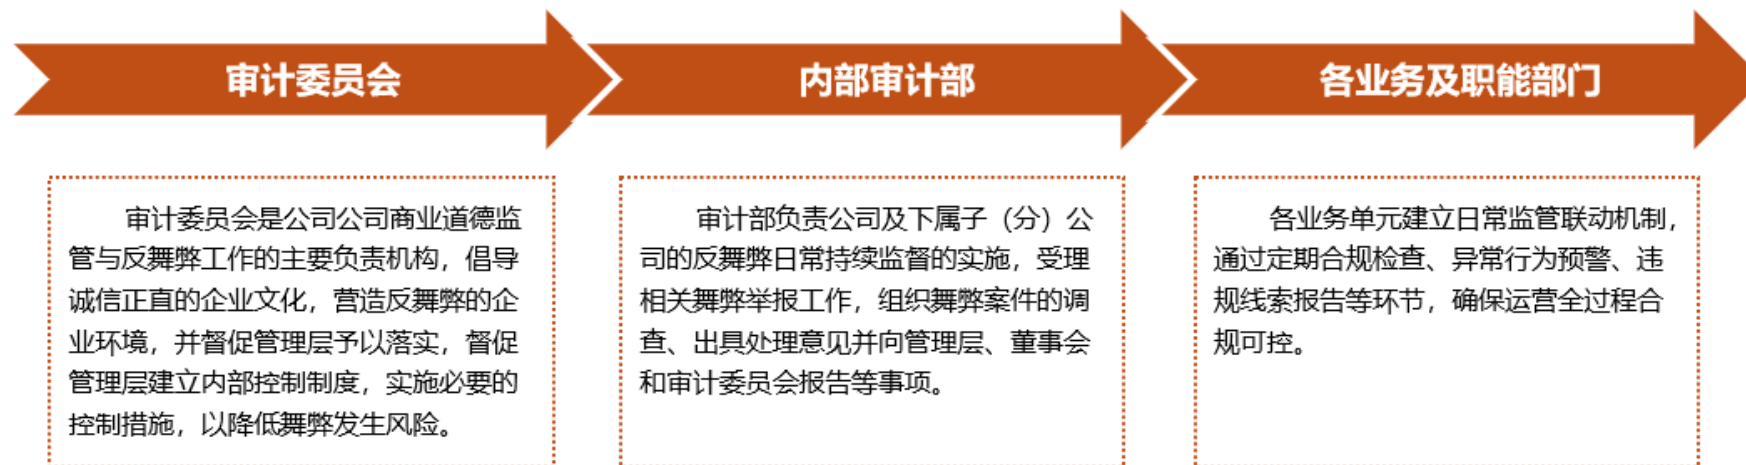 审计委员会
内部审计部
各业务及职能部门
审计委员会是公司公司商业道德监
管与反舞弊工作的主要负责机构，倡导
诚信正直的企业文化，营造反舞弊的企
业环境，并督促管理层予以落实，督促
管理层建立内部控制制度，实施必要的
控制措施，以降低舞弊发生风险。
审计部负责公司及下属子（分）公
司的反舞弊日常持续监督的实施，受理
相关舞弊举报工作，组织舞弊案件的调
查、出具处理意见并向管理层、董事会
和审计委员会报告等事项。
各业务单元建立日常监管联动机制，
通过定期合规检查、异常行为预警、违
规线索报告等环节，确保运营全过程合
规可控。